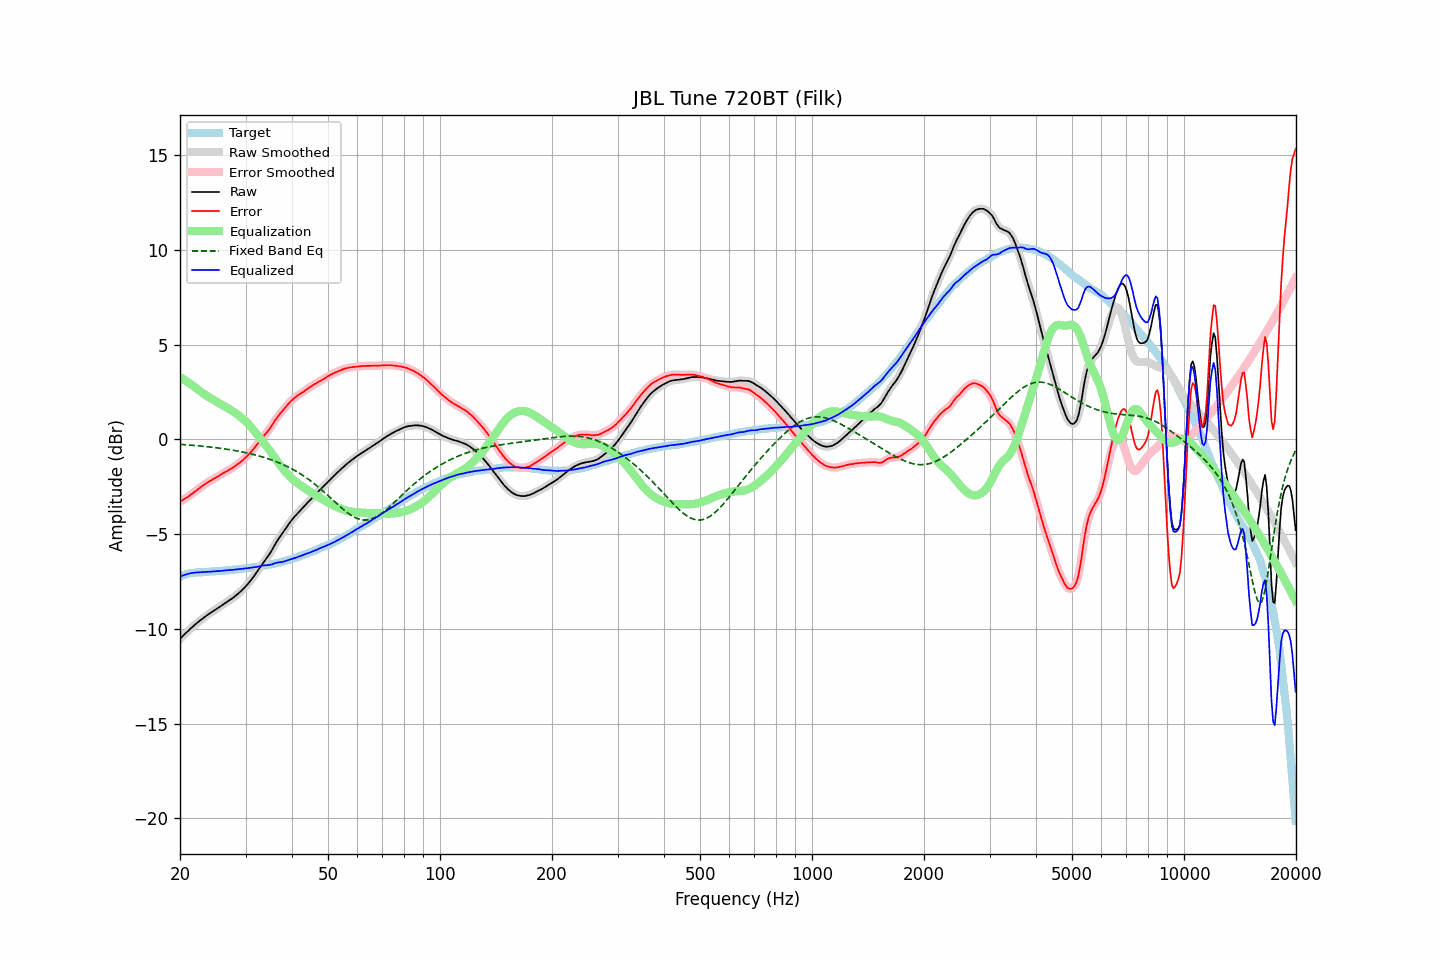 JBL Tune 720BT (Filk)
Target
Raw Smoothed
Error Smoothed
Raw
Error
Equalization
Fixed Band Eq
Equalized
Amplitude (dBr)
15
10
5
0
−5
−10
−15
−20
20 50 100 200 500 1000 2000 5000 10000 20000
Frequency (Hz)